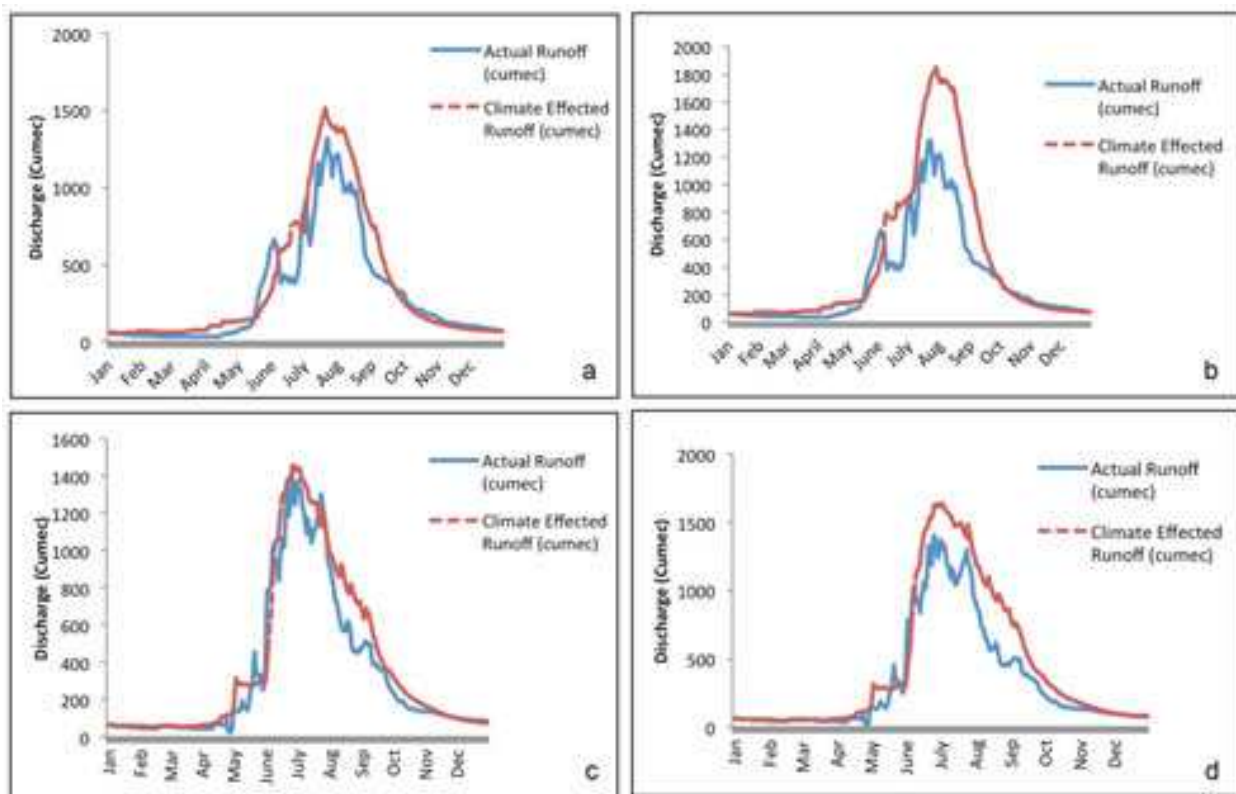 2000
1500
1000
500
0
Discharge (Cumec)
Actual Runoff
(cumec)
Climate Effected
Runoff (cumec)
Jan Feb Mar April May June July Aug Sep Oct Nov Dec
a
2000
1800
1600
1400
1200
1000
800
600
400
200
0
Discharge (Cumec)
Actual Runoff
(cumec)
Climate Effected
Runoff (cumec)
Jan Feb Mar April May June July Aug Sep Oct Nov Dec
b
1600
1400
1200
1000
800
600
400
200
0
Discharge (Cumec)
Actual Runoff
(cumec)
Climate Effected
Runoff (cumec)
Jan Feb Mar Apr May June July Aug Sep Oct Nov Dec
c
2000
1500
1000
500
0
Discharge (Cumec)
Actual Runoff
(cumec)
Climate Effected
Runoff (cumec)
Jan Feb Mar Apr May June July Aug Sep Oct Nov Dec
d